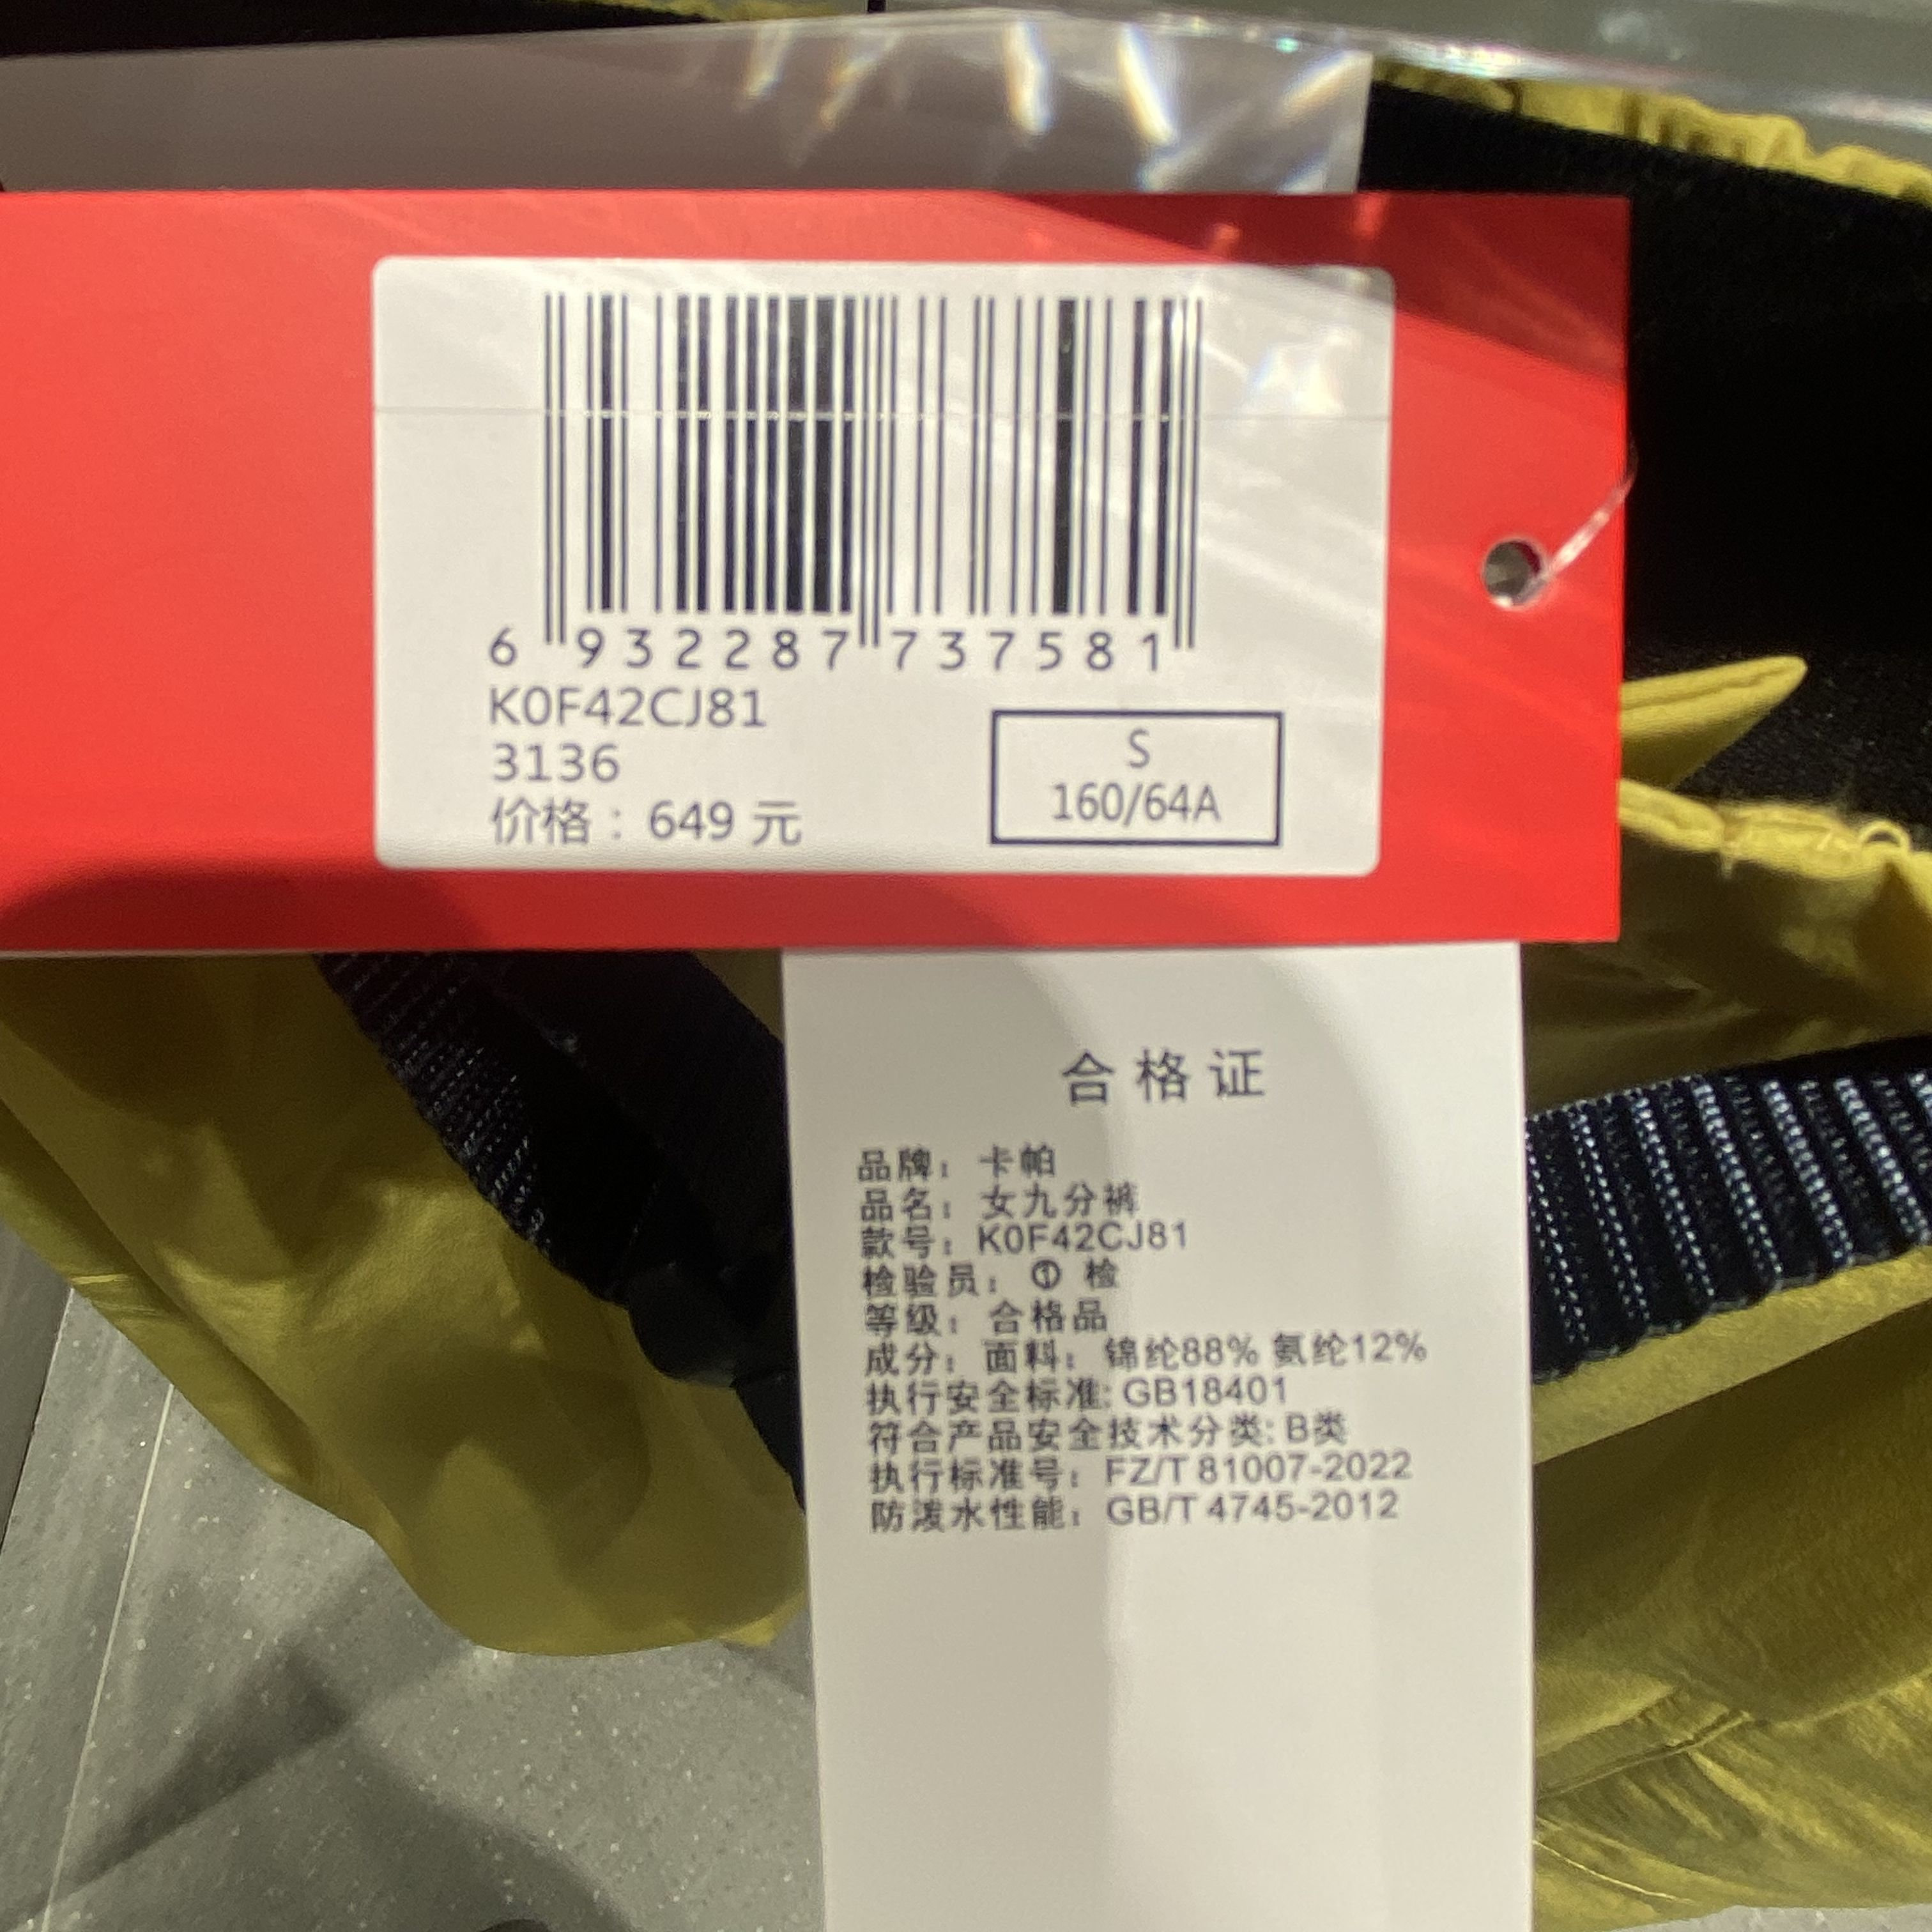 6 932287 737581
K0F42CJ81
3136
价格：649 元
S
160/64A
合格证
品牌：卡帕
品名：女九分裤
款号：K0F42CJ81
检验员：① 检
等级：合格品
成分：面料：锦纶88% 氨纶12%
执行安全标准: GB18401
符合产品安全技术分类: B类
执行标准号：FZ/T 81007-2022
防泼水性能：GB/T 4745-2012